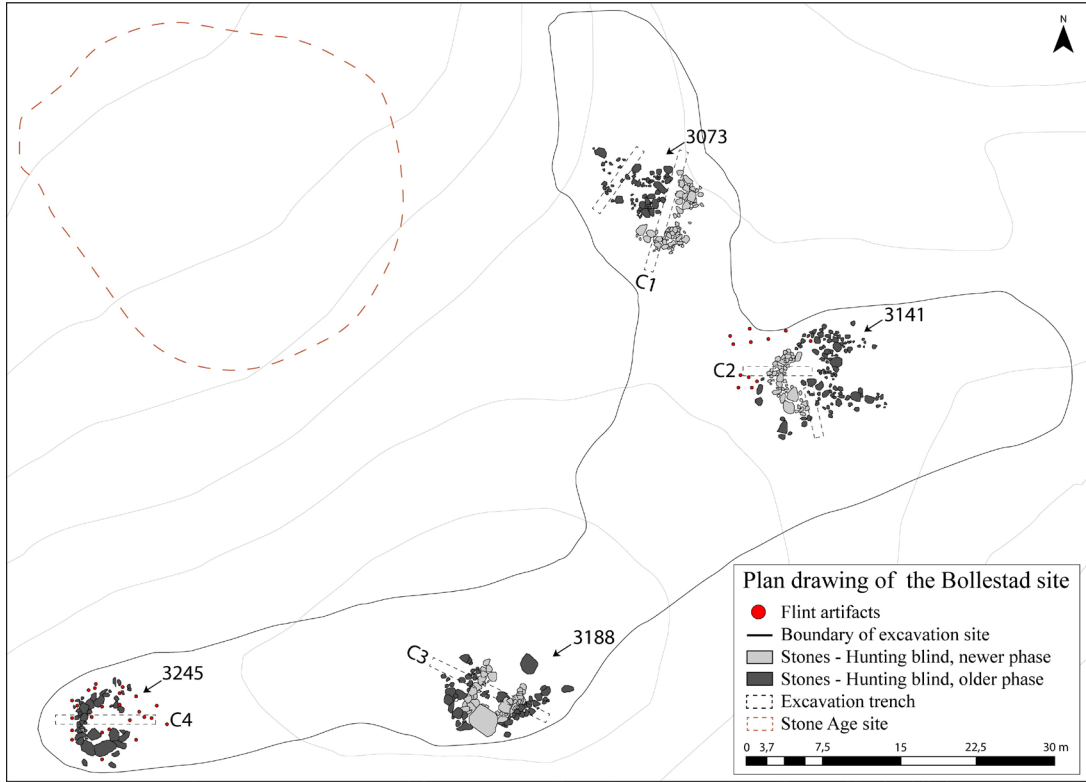 N
3073
C1
3141
C2
3188
C3
3245
C4
Plan drawing of the Bollestad site
Flint artifacts
Boundary of excavation site
Stones - Hunting blind, newer phase
Stones - Hunting blind, older phase
Excavation trench
Stone Age site
0 3,7 7,5 15 22,5 30 m